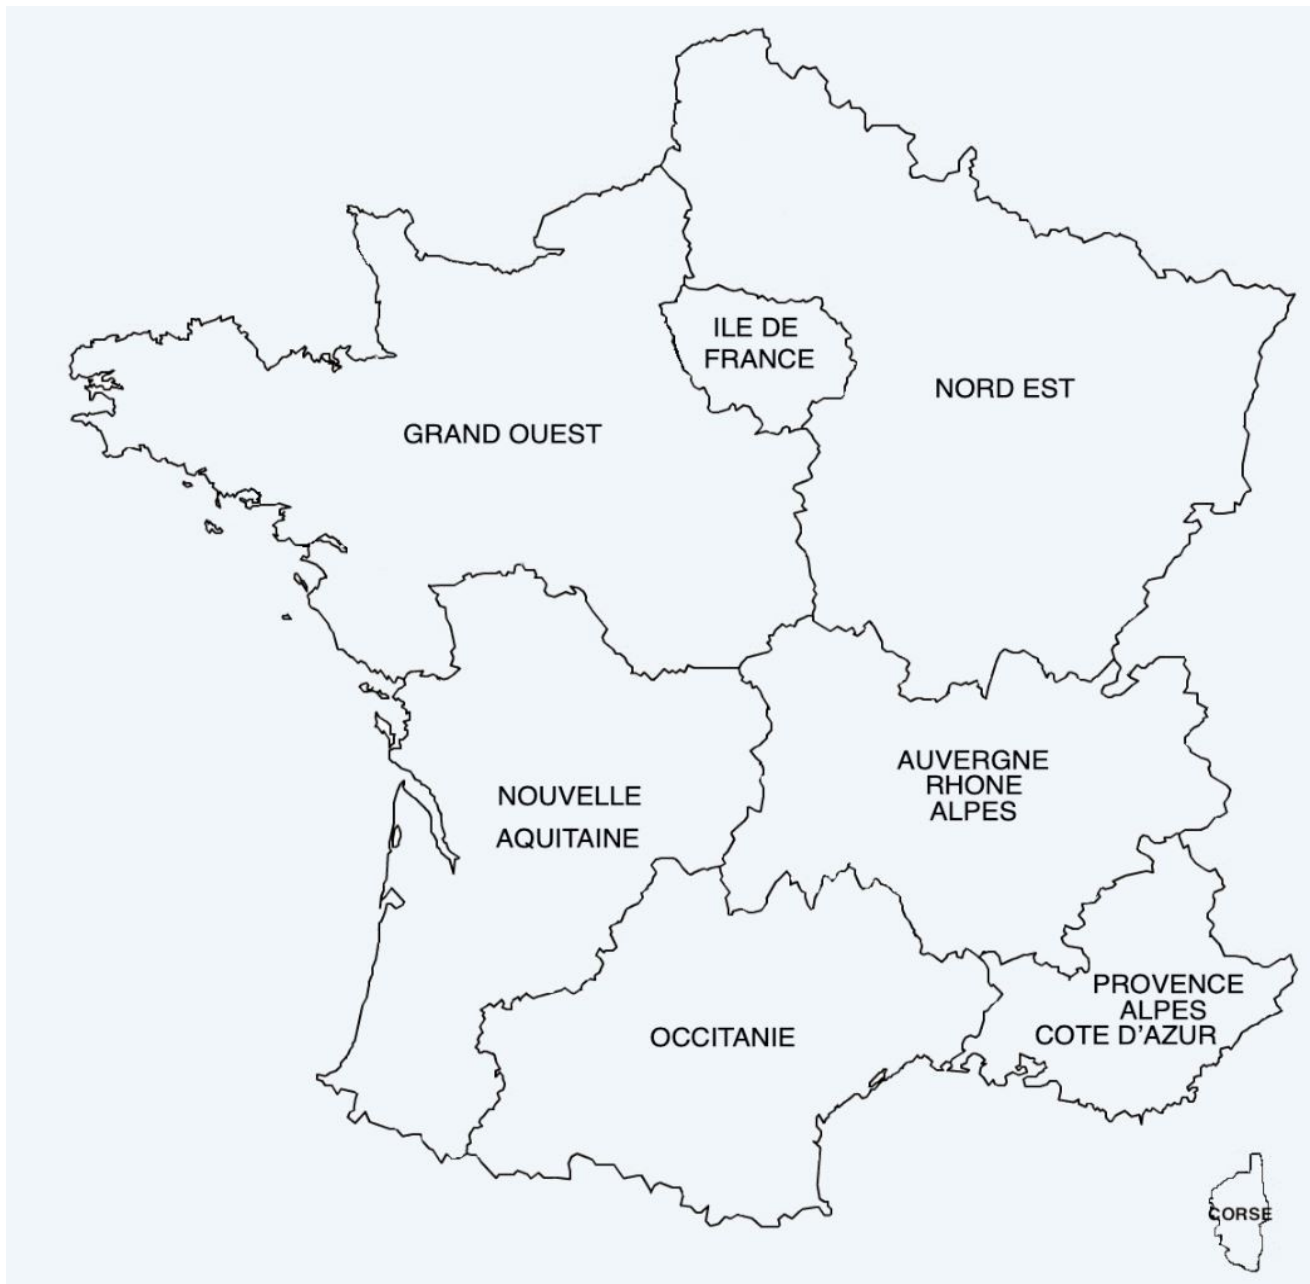 ILE DE
FRANCE
NORD EST
GRAND OUEST
AUVERGNE
RHONE
ALPES
NOUVELLE
AQUITAINE
PROVENCE
ALPES
COTE D'AZUR
OCCITANIE
CORSE